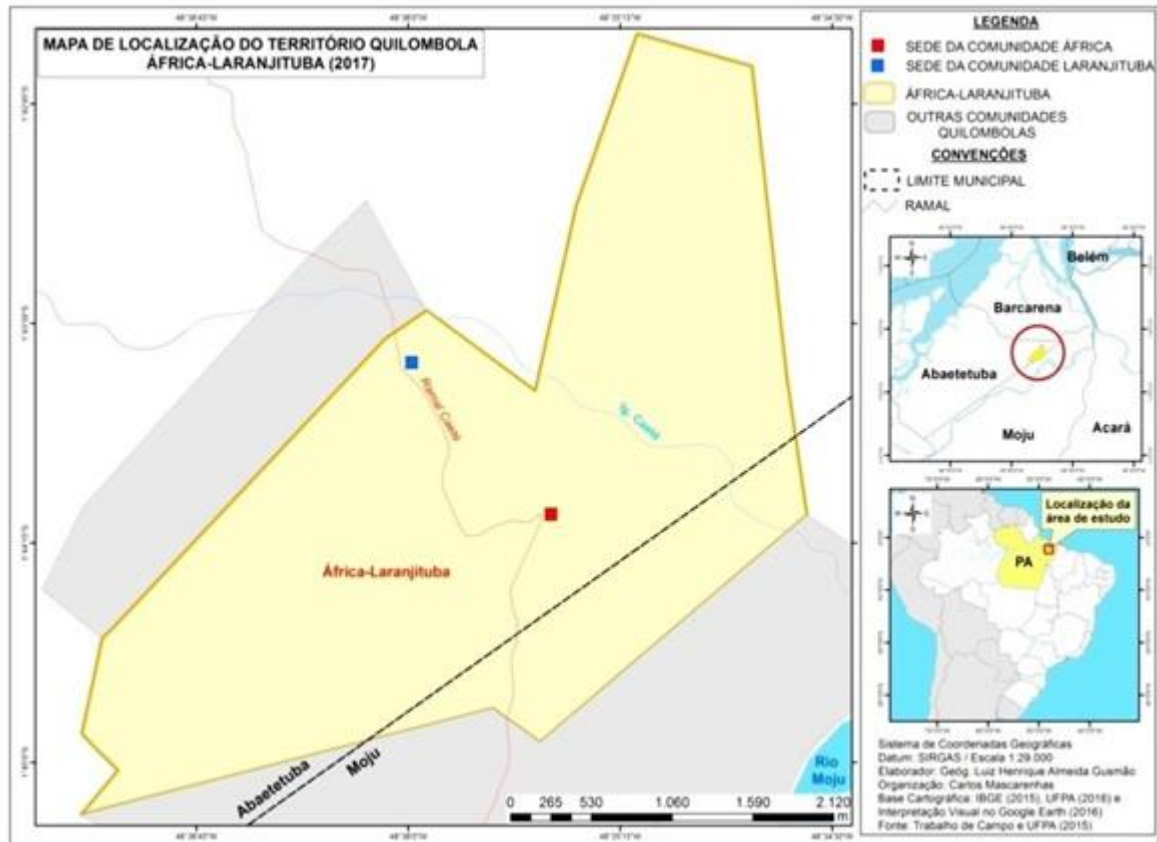 MAPA DE LOCALIZAÇÃO DO TERRITÓRIO QUILOMBOLA
ÁFRICA-LARANJITUBA (2017)
Ramal Caeté
Ig. Caeté
África-Laranjituba
Abaetetuba
Moju
Rio
Moju
0 265 530 1.060 1.590 2.120
m
LEGENDA
SEDE DA COMUNIDADE ÁFRICA
SEDE DA COMUNIDADE LARANJITUBA
ÁFRICA-LARANJITUBA
OUTRAS COMUNIDADES
QUILOMBOLAS
CONVENÇÕES
LIMITE MUNICIPAL
RAMAL
Belém
Barcarena
Abaetetuba
Moju
Acará
Localização da
área de estudo
PA
Sistema de Coordenadas Geográficas
Datum: SIRGAS / Escala 1:29.000
Elaborador: Geóg. Luiz Henrique Almeida Gusmão
Organização: Carlos Mascarenhas
Base Cartográfica: IBGE (2015), UFPA (2016) e
Interpretação Visual no Google Earth (2016)
Fonte: Trabalho de Campo e UFPA (2015)